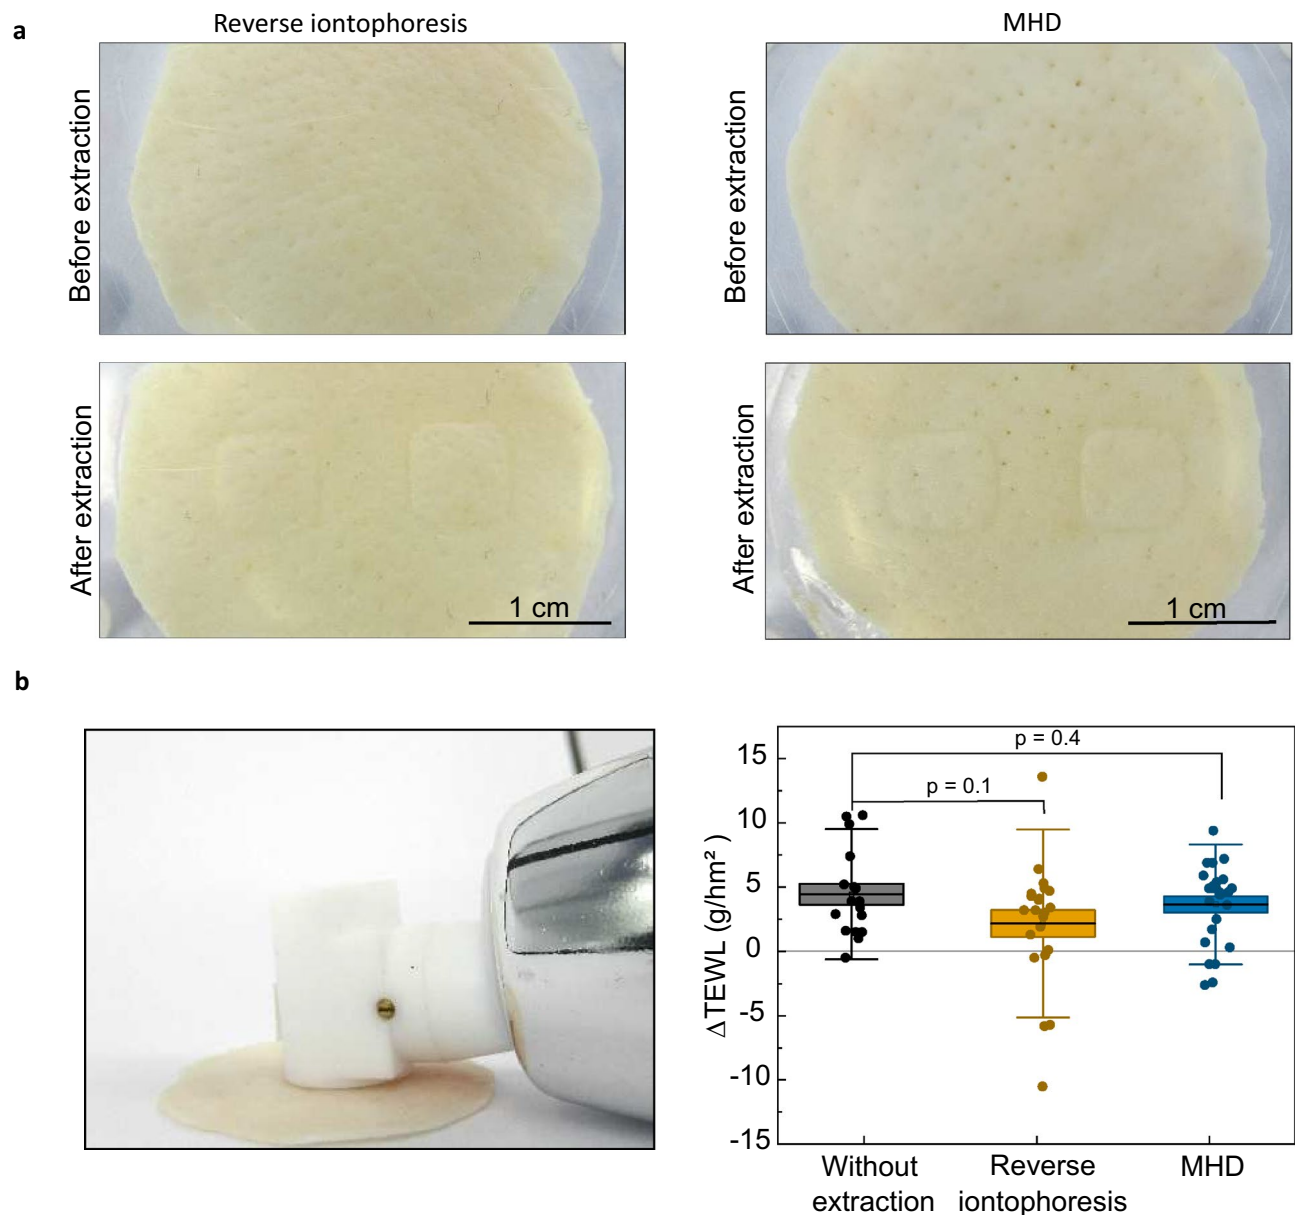 a
Reverse iontophoresis
MHD
Before extraction
Before extraction
After extraction
1 cm
After extraction
1 cm
b
15
10
5
0
-5
-10
-15
ΔTEWL (g/hm² )
p = 0.4
p = 0.1
Without
extraction
Reverse
iontophoresis
MHD